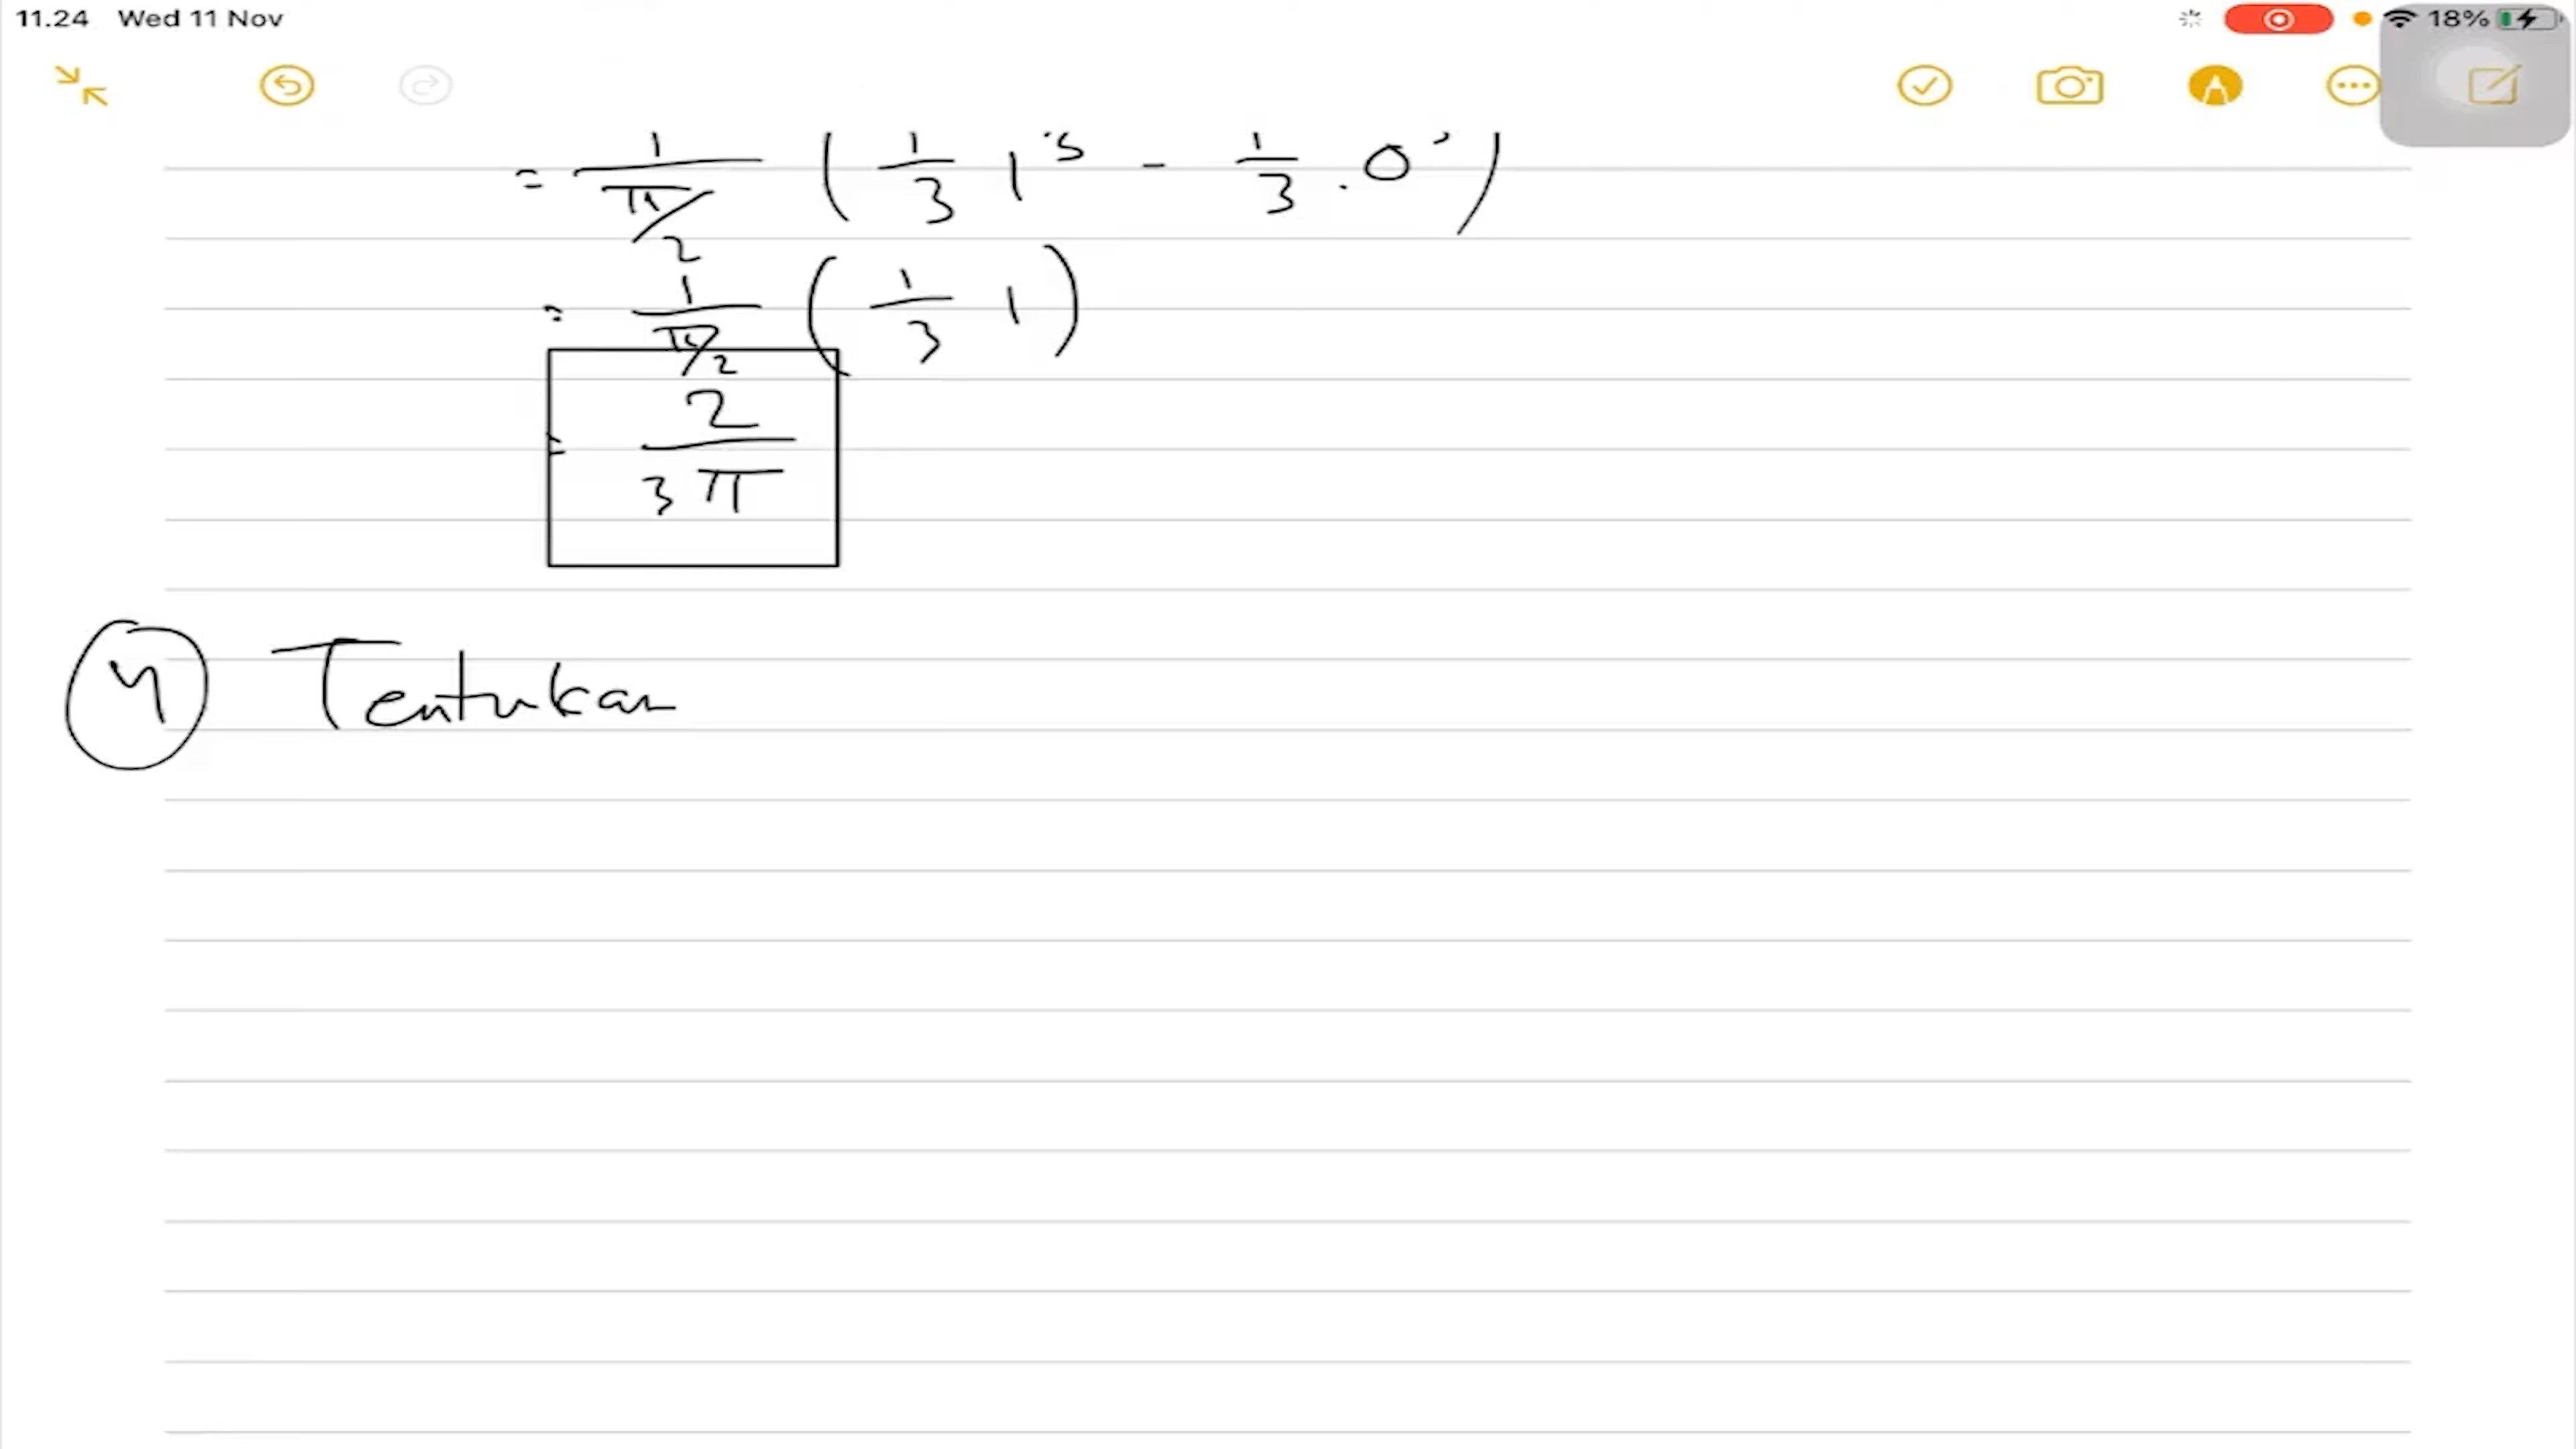 11.24 Wed 11 Nov 18%
= 1/(π/2) (1/3 1³ - 1/3 . 0³)
= 1/(π/2) (1/3 1)
= 2/(3π)
4 Tentukan